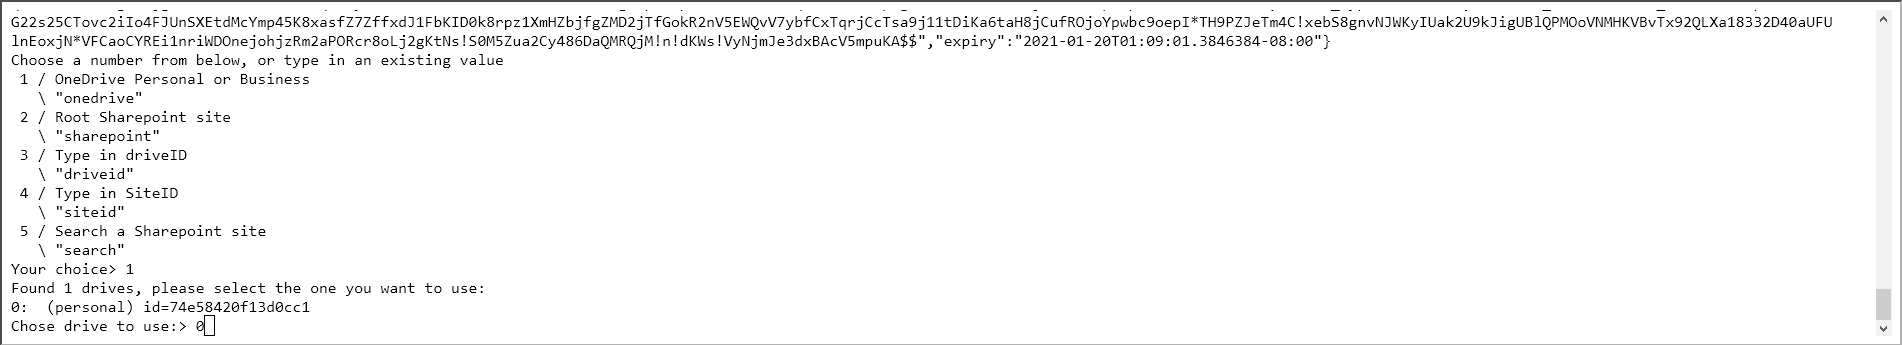 G22s25CTovc2iIo4FJUnSXEtdMcYmp45K8xasfZ7ZffxdJ1FbKID0k8rpz1XmHZbjfgZMD2jTfGokR2nV5EWQvV7ybfCxTqrjCcTsa9j11tDiKa6taH8jCufROjoYpwbc9oepI*TH9PZJeTm4C!xebS8gnvNJWKyIUak2U9kJigUBlQPMOoVNMHKVBvTx92QLXa18332D40aUFU
lnEoxjN*VFCaoCYREi1nriWDOnejohjzRm2aPORcr8oLj2gKtNs!S0M5Zua2Cy486DaQMRQjM!n!dKWs!VyNjmJe3dxBAcV5mpuKA$$","expiry":"2021-01-20T01:09:01.3846384-08:00"}
Choose a number from below, or type in an existing value
1 / OneDrive Personal or Business
\ "onedrive"
2 / Root Sharepoint site
\ "sharepoint"
3 / Type in driveID
\ "driveid"
4 / Type in SiteID
\ "siteid"
5 / Search a Sharepoint site
\ "search"
Your choice> 1
Found 1 drives, please select the one you want to use:
0: (personal) id=74e58420f13d0cc1
Chose drive to use:> 0